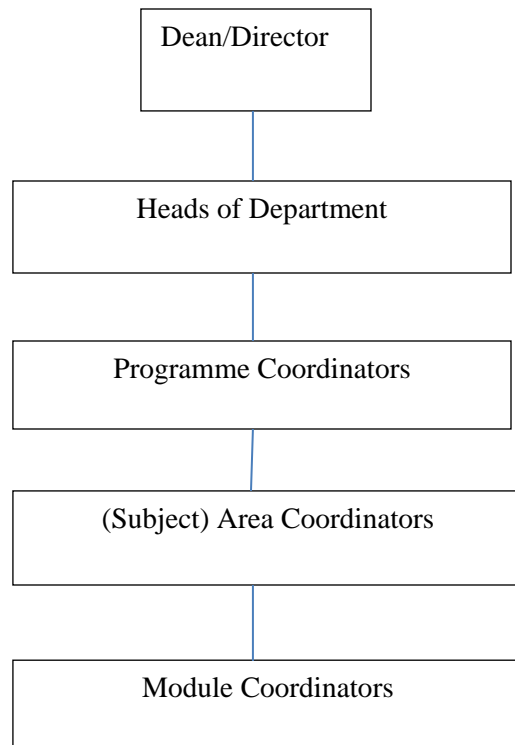 Dean/Director
Heads of Department
Programme Coordinators
(Subject) Area Coordinators
Module Coordinators